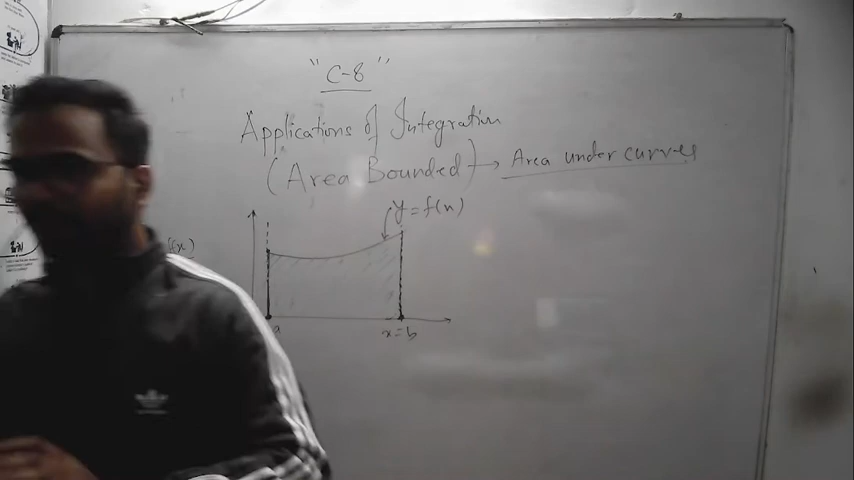 "C-8"
Applications of Integration
(Area Bounded) → Area under curves
y = f(x)
f(x)
a
x = b